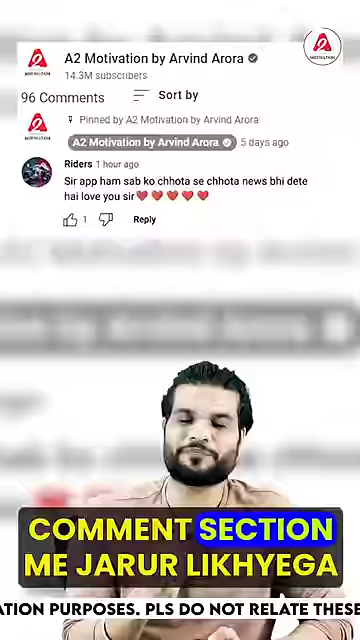 A2 Motivation by Arvind Arora
14.3M subscribers
96 Comments Sort by
Pinned by A2 Motivation by Arvind Arora
A2 Motivation by Arvind Arora 5 days ago
Riders 1 hour ago
Sir app ham sab ko chhota se chhota news bhi dete
hai love you sir❤️❤️❤️❤️❤️
1 Reply
COMMENT SECTION
ME JARUR LIKHYEGA
ATION PURPOSES. PLS DO NOT RELATE THESE